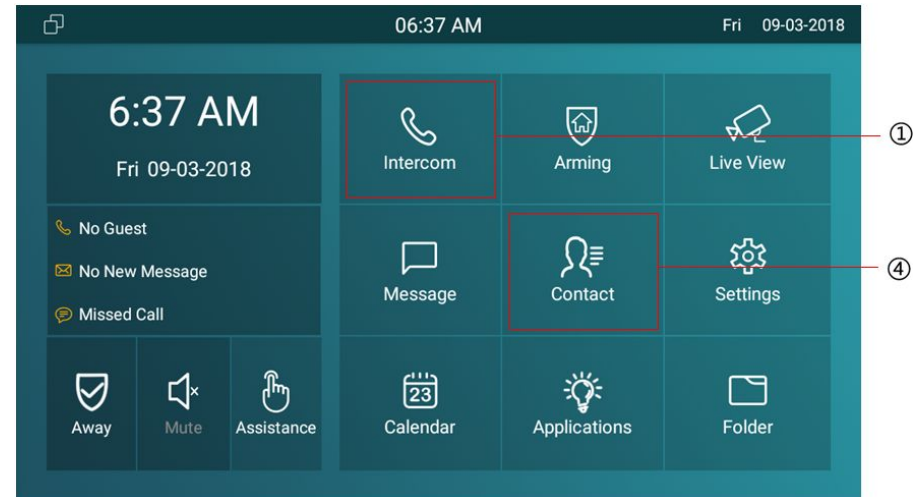 06:37 AM
Fri 09-03-2018
6:37 AM
Fri 09-03-2018
No Guest
No New Message
Missed Call
Away
Mute
Assistance
Intercom
Arming
Live View
①
Message
Contact
Settings
④
23
Calendar
Applications
Folder